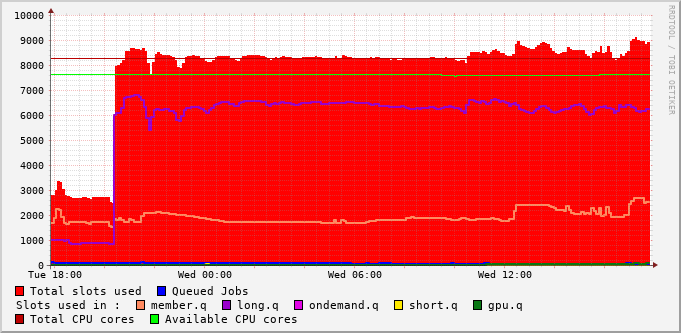 10000
9000
8000
7000
6000
5000
4000
3000
2000
1000
0
Tue 18:00 Wed 00:00 Wed 06:00 Wed 12:00
RRDTOOL / TOBI OETIKER
Total slots used Queued Jobs
Slots used in : member.q long.q ondemand.q short.q gpu.q
Total CPU cores Available CPU cores